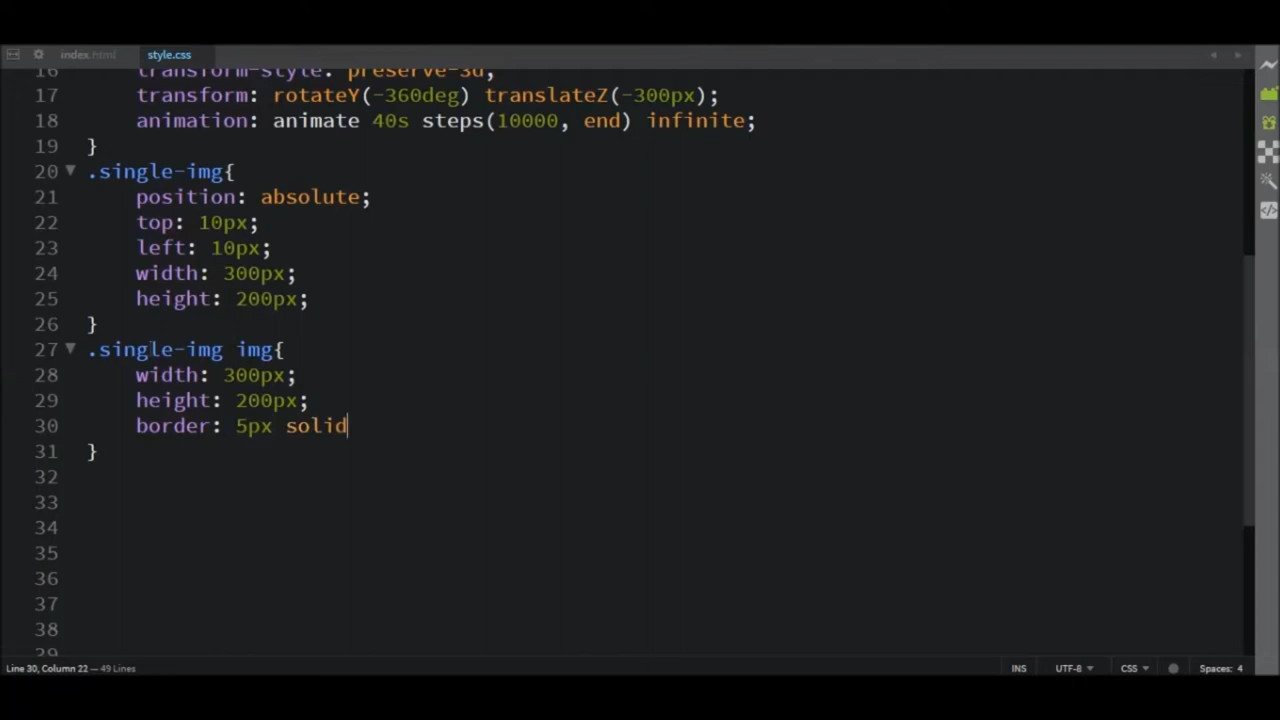 index.html
style.css
16 transform-style: preserve-3d;
17 transform: rotateY(-360deg) translateZ(-300px);
18 animation: animate 40s steps(10000, end) infinite;
19 }
20 .single-img{
21 position: absolute;
22 top: 10px;
23 left: 10px;
24 width: 300px;
25 height: 200px;
26 }
27 .single-img img{
28 width: 300px;
29 height: 200px;
30 border: 5px solid
31 }
32
33
34
35
36
37
38
39
Line 30, Column 22 — 49 Lines
INS
UTF-8
CSS
Spaces: 4